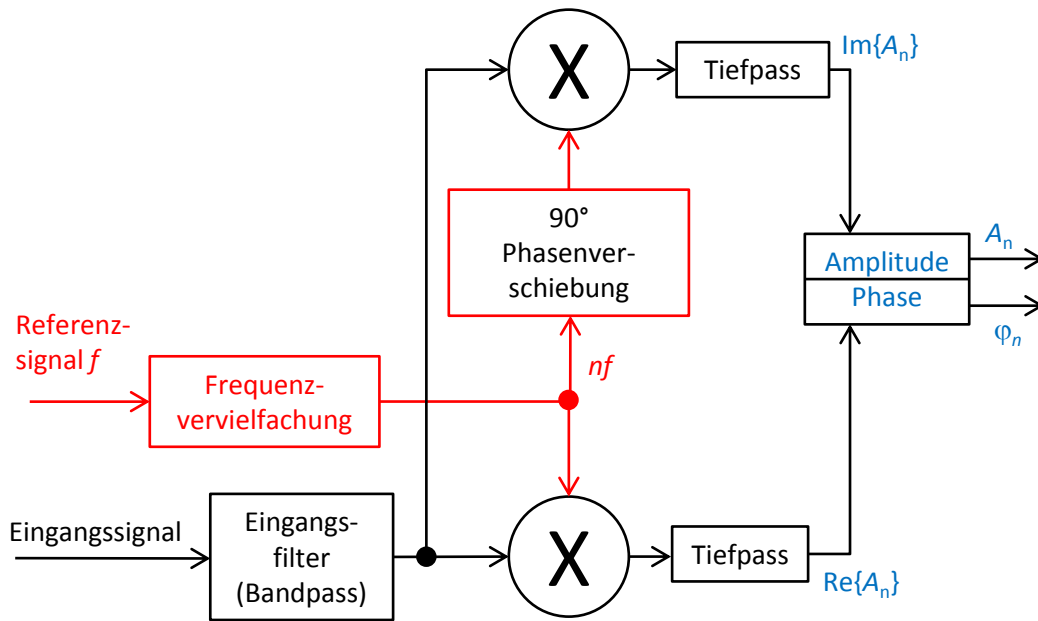 Im{An}
X
Tiefpass
90°
Phasenver-
schiebung
An
Amplitude
Phase
φn
Referenz-
signal f
nf
Frequenz-
vervielfachung
Eingangssignal
Eingangs-
filter
(Bandpass)
X
Tiefpass
Re{An}